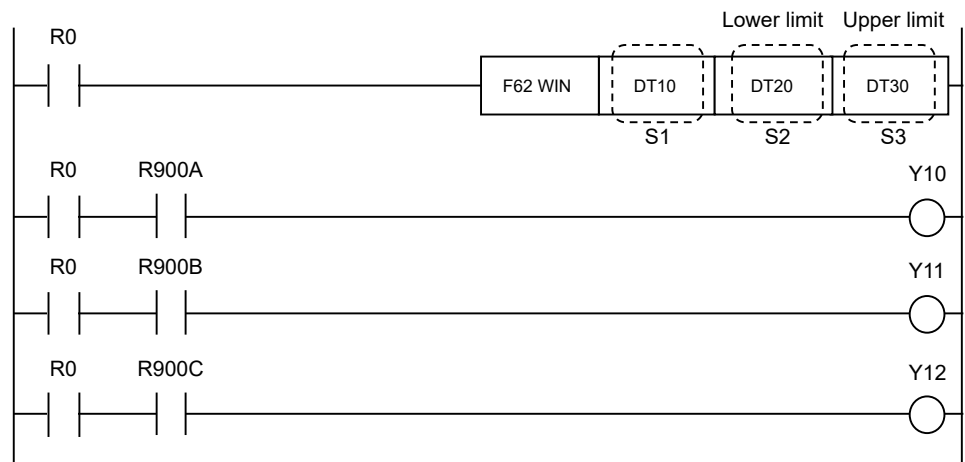 Lower limit Upper limit
R0
F62 WIN DT10 DT20 DT30
S1 S2 S3
R0 R900A Y10
R0 R900B Y11
R0 R900C Y12